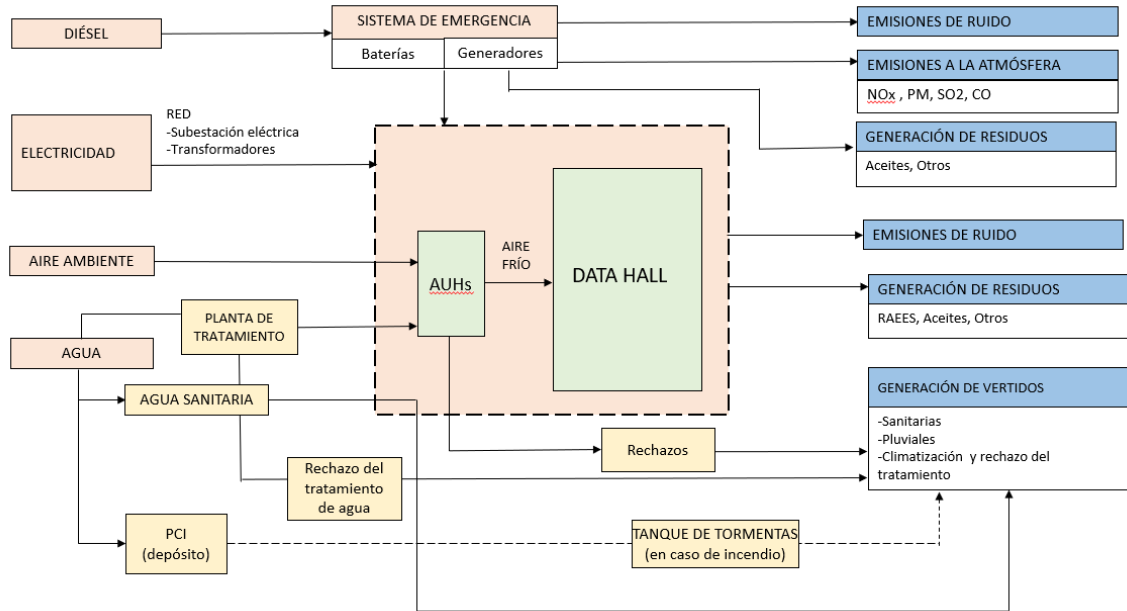 DIÉSEL
SISTEMA DE EMERGENCIA
Baterías
Generadores
EMISIONES DE RUIDO
EMISIONES A LA ATMÓSFERA
NOx , PM, SO2, CO
RED
-Subestación eléctrica
-Transformadores
ELECTRICIDAD
GENERACIÓN DE RESIDUOS
Aceites, Otros
AIRE AMBIENTE
AUHs
AIRE
FRÍO
DATA HALL
EMISIONES DE RUIDO
GENERACIÓN DE RESIDUOS
RAEES, Aceites, Otros
PLANTA DE
TRATAMIENTO
AGUA
AGUA SANITARIA
GENERACIÓN DE VERTIDOS
-Sanitarias
-Pluviales
-Climatización y rechazo del
tratamiento
Rechazos
Rechazo del
tratamiento
de agua
PCI
(depósito)
TANQUE DE TORMENTAS
(en caso de incendio)